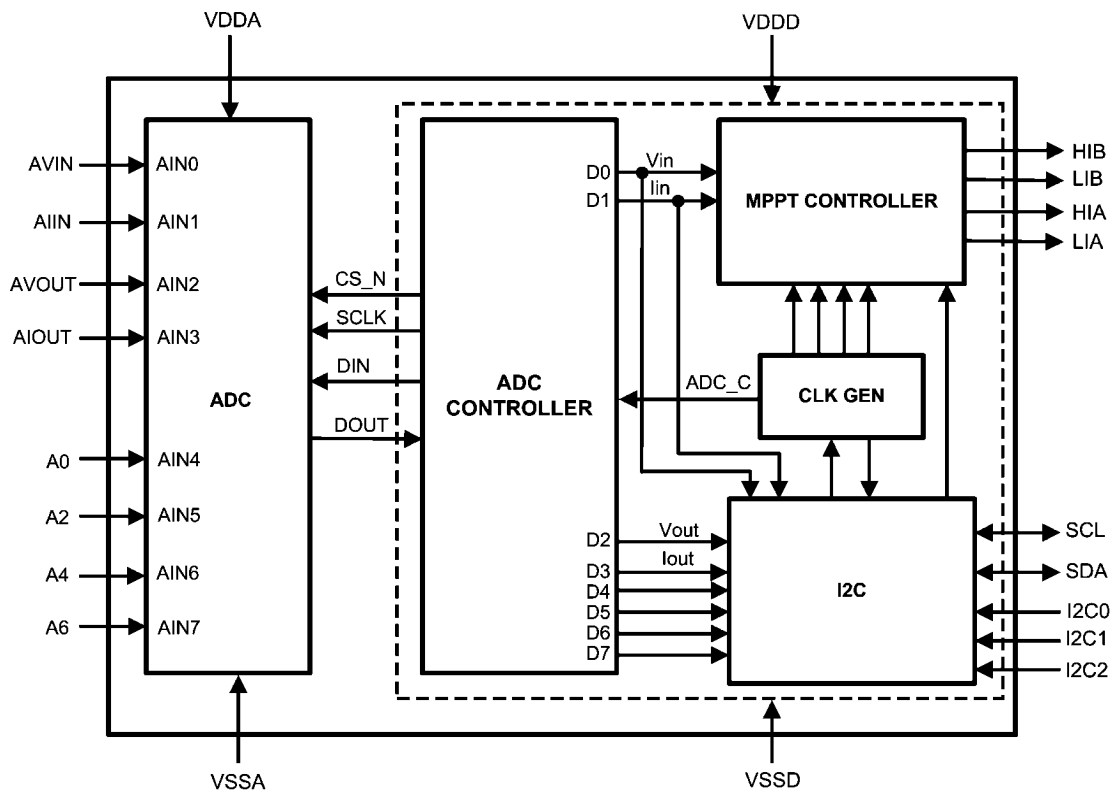 VDDA
VDDD
AVIN
AIIN
AVOUT
AIOUT
A0
A2
A4
A6
AIN0
AIN1
AIN2
AIN3
ADC
AIN4
AIN5
AIN6
AIN7
CS_N
SCLK
DIN
DOUT
ADC
CONTROLLER
D0
D1
D2
D3
D4
D5
D6
D7
Vin
Iin
ADC_C
Vout
Iout
MPPT CONTROLLER
CLK GEN
I2C
HIB
LIB
HIA
LIA
SCL
SDA
I2C0
I2C1
I2C2
VSSA
VSSD